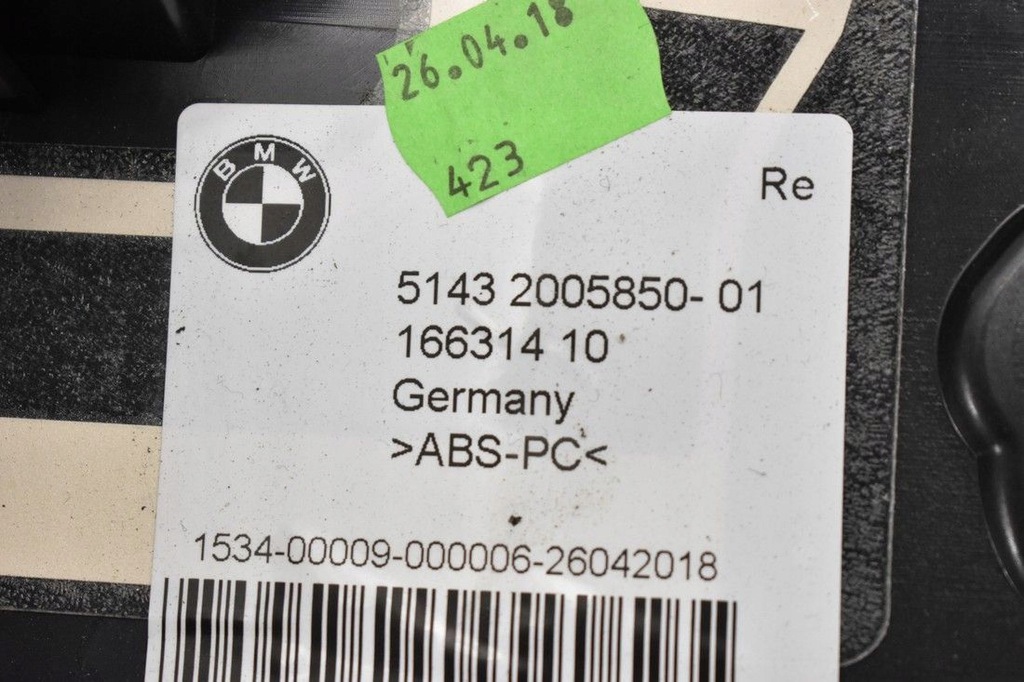 26.04.18
423
BMW
Re
5143 2005850- 01
166314 10
Germany
>ABS-PC<
1534-00009-000006-26042018